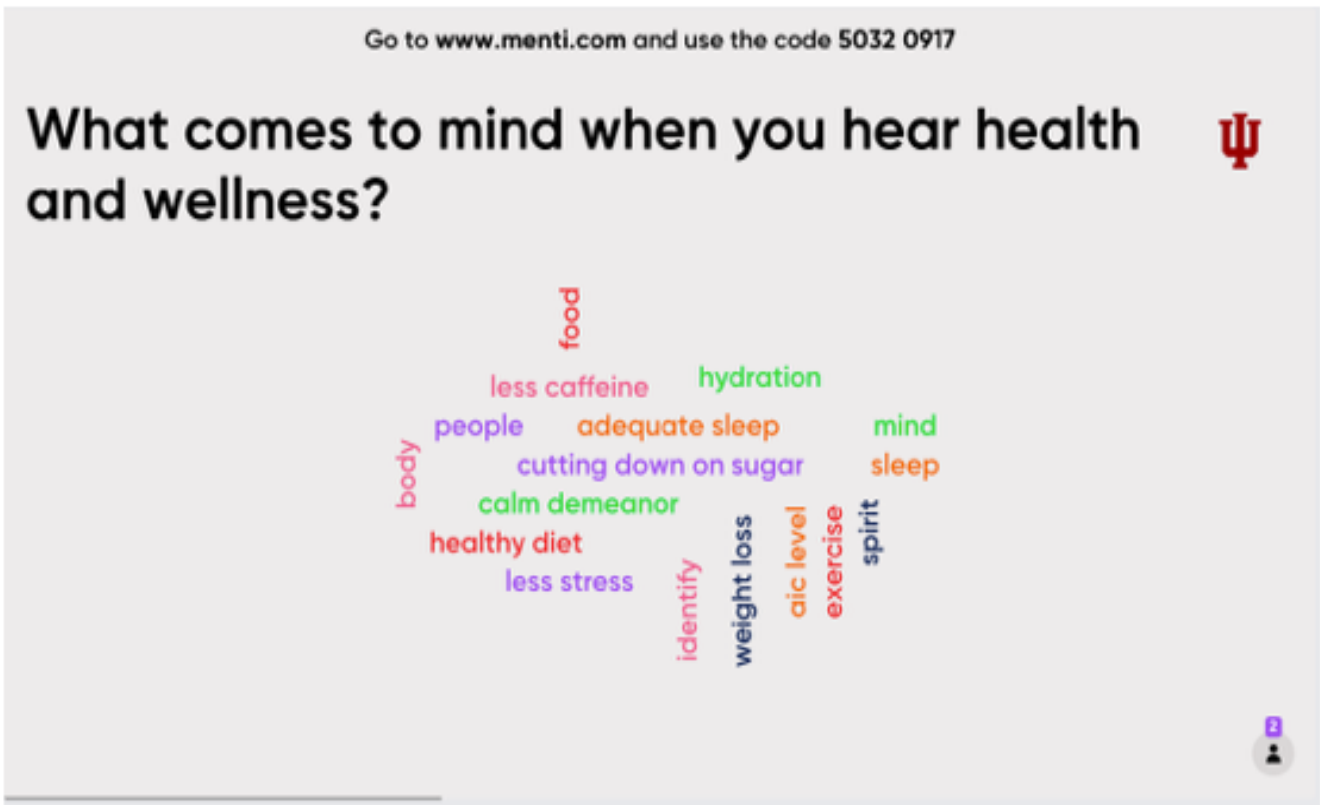 Go to www.menti.com and use the code 5032 0917
What comes to mind when you hear health
and wellness?
food
less caffeine
hydration
people
adequate sleep
mind
body
cutting down on sugar
sleep
calm demeanor
healthy diet
less stress
identify
weight loss
aic level
exercise
spirit
2